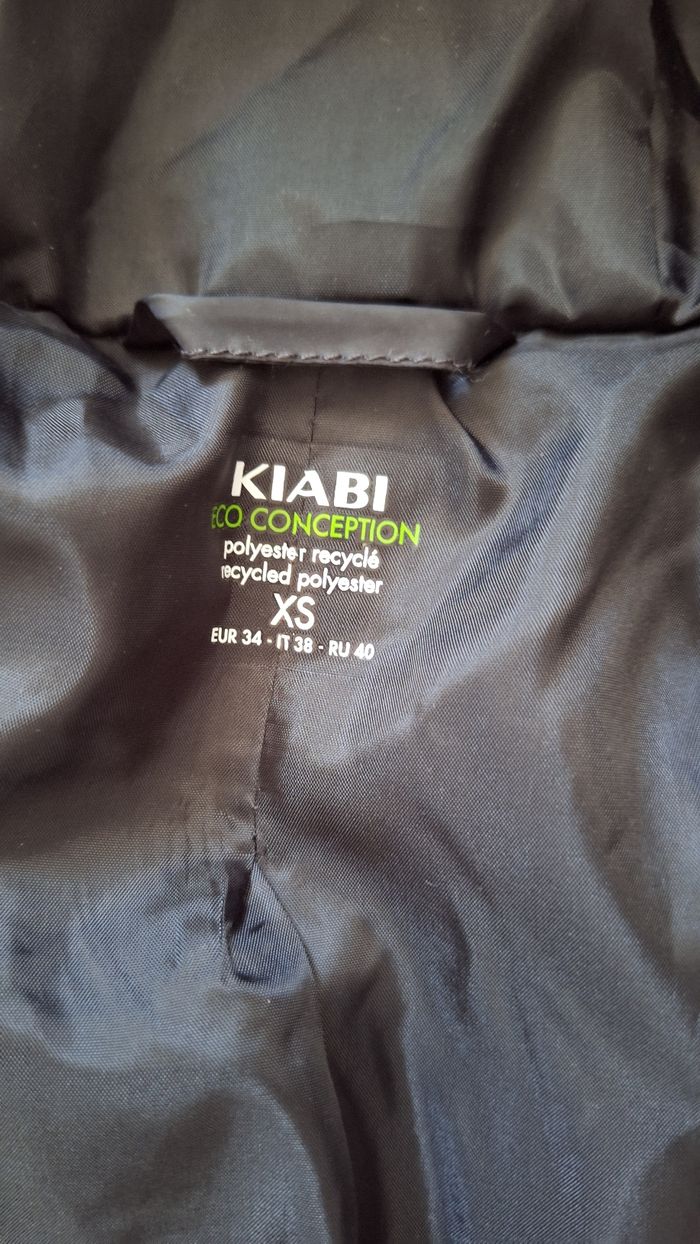 KIABI
ECO CONCEPTION
polyester recyclé
recycled polyester
XS
EUR 34 - IT 38 - RU 40